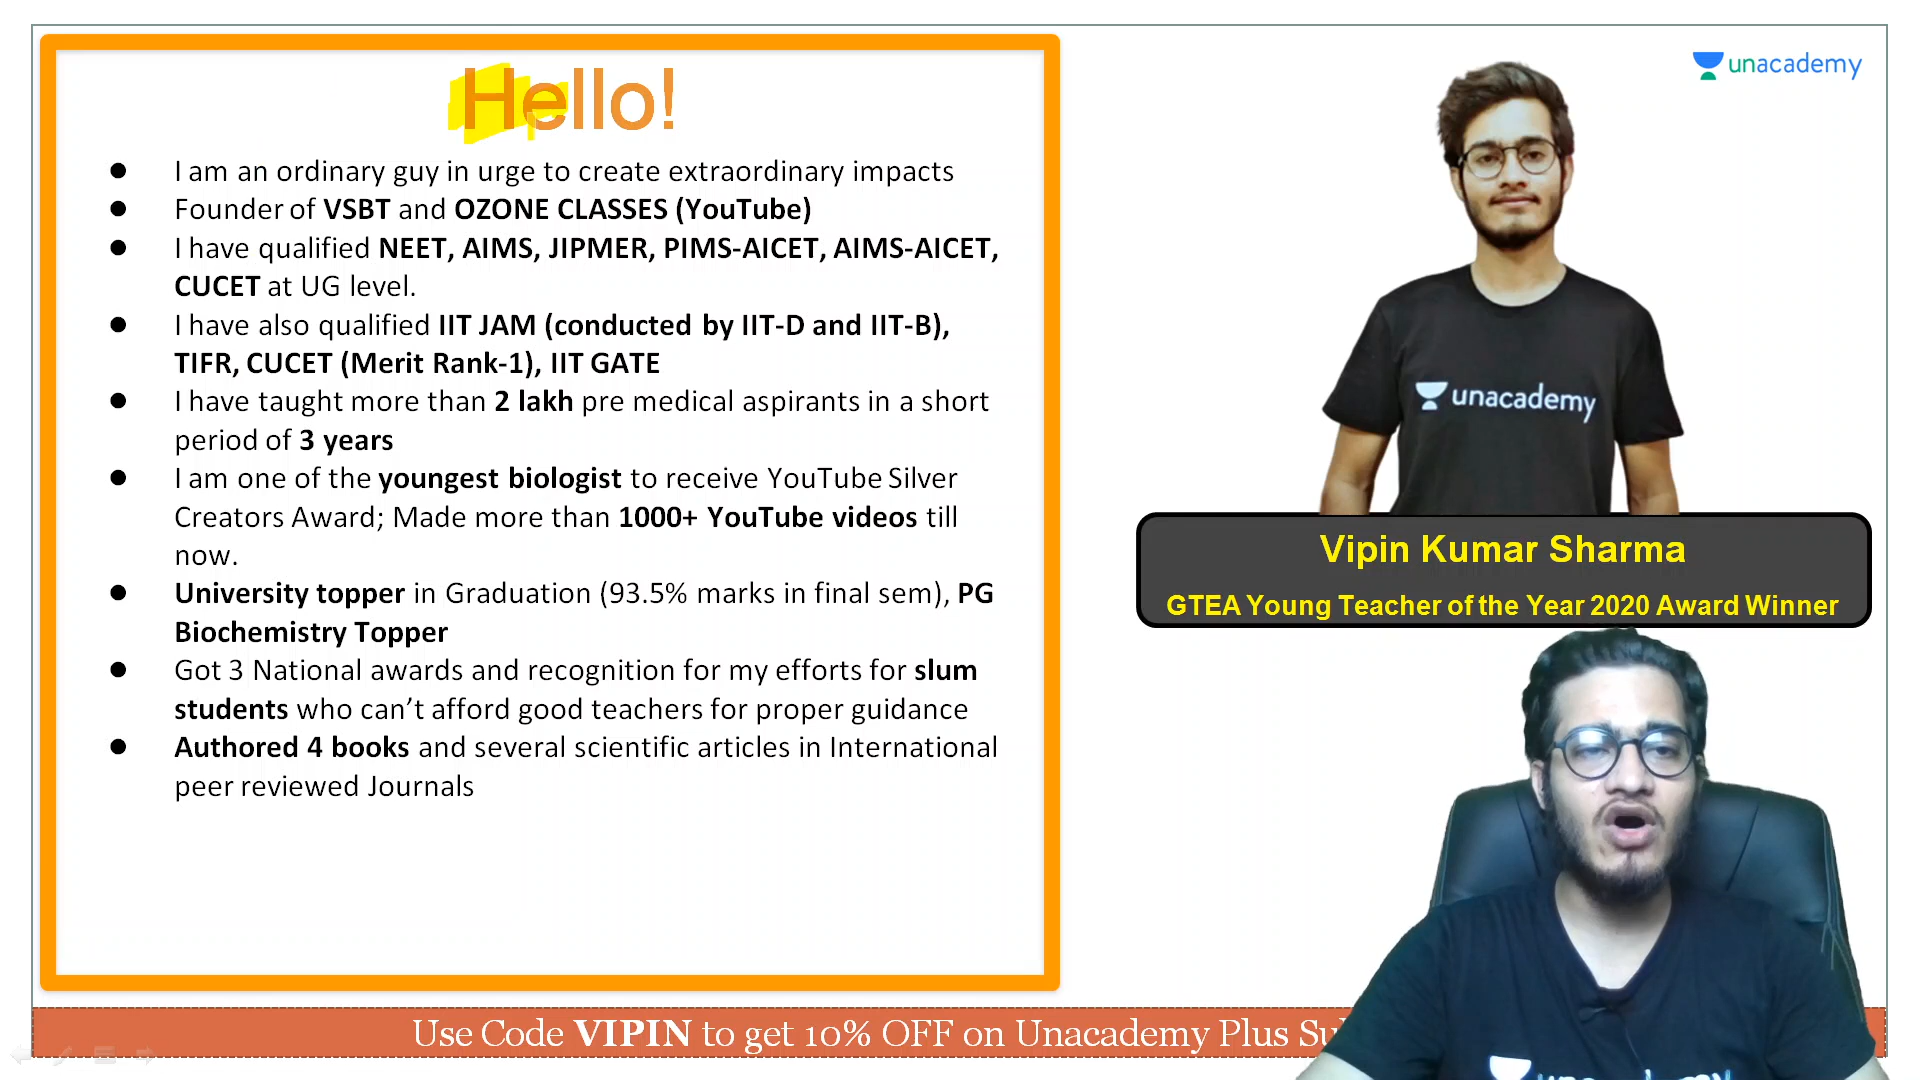 Hello!
unacademy
● I am an ordinary guy in urge to create extraordinary impacts
● Founder of VSBT and OZONE CLASSES (YouTube)
● I have qualified NEET, AIMS, JIPMER, PIMS-AICET, AIMS-AICET,
CUCET at UG level.
● I have also qualified IIT JAM (conducted by IIT-D and IIT-B),
TIFR, CUCET (Merit Rank-1), IIT GATE
● I have taught more than 2 lakh pre medical aspirants in a short
period of 3 years
● I am one of the youngest biologist to receive YouTube Silver
Creators Award; Made more than 1000+ YouTube videos till
now.
● University topper in Graduation (93.5% marks in final sem), PG
Biochemistry Topper
● Got 3 National awards and recognition for my efforts for slum
students who can’t afford good teachers for proper guidance
● Authored 4 books and several scientific articles in International
peer reviewed Journals
unacademy
Vipin Kumar Sharma
GTEA Young Teacher of the Year 2020 Award Winner
Use Code VIPIN to get 10% OFF on Unacademy Plus